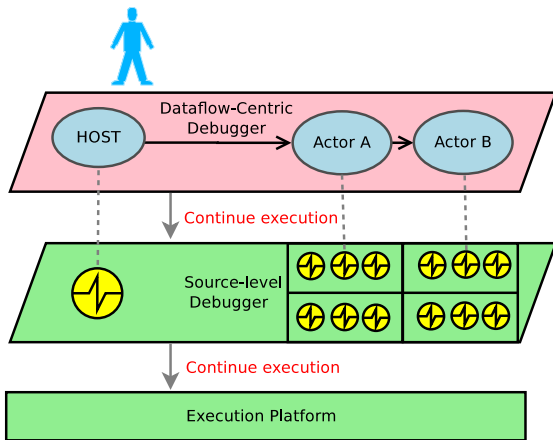 Dataflow-Centric
Debugger
HOST
Actor A
Actor B
Continue execution
Source-level
Debugger
Continue execution
Execution Platform